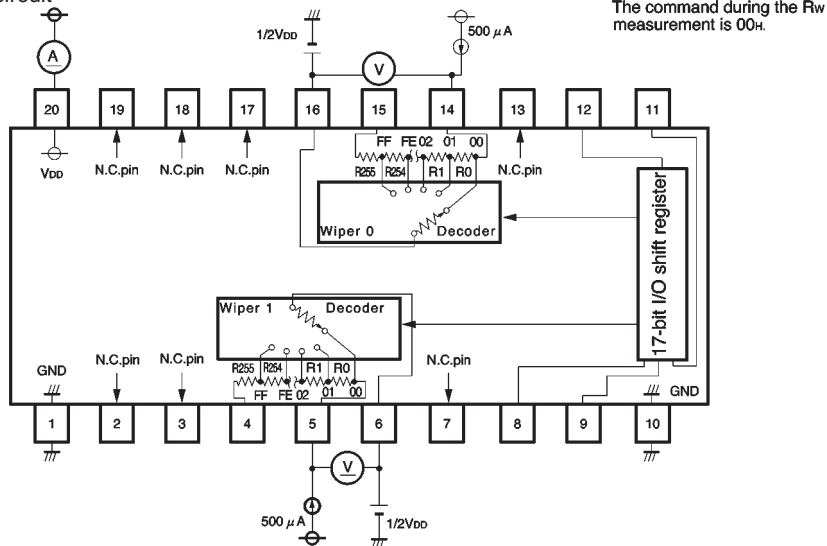 circuit
The command during the Rw
measurement is 00H.
1/2VDD
500 μA
A
V
20
19
18
17
16
15
14
13
12
11
VDD
N.C.pin
N.C.pin
N.C.pin
N.C.pin
FF FE 02 01 00
R255 R254 R1 R0
Wiper 0 Decoder
17-bit I/O shift register
Wiper 1 Decoder
R255 R254 R1 R0
FF FE 02 01 00
GND
N.C.pin
N.C.pin
N.C.pin
GND
1
2
3
4
5
6
7
8
9
10
V
500 μA
1/2VDD